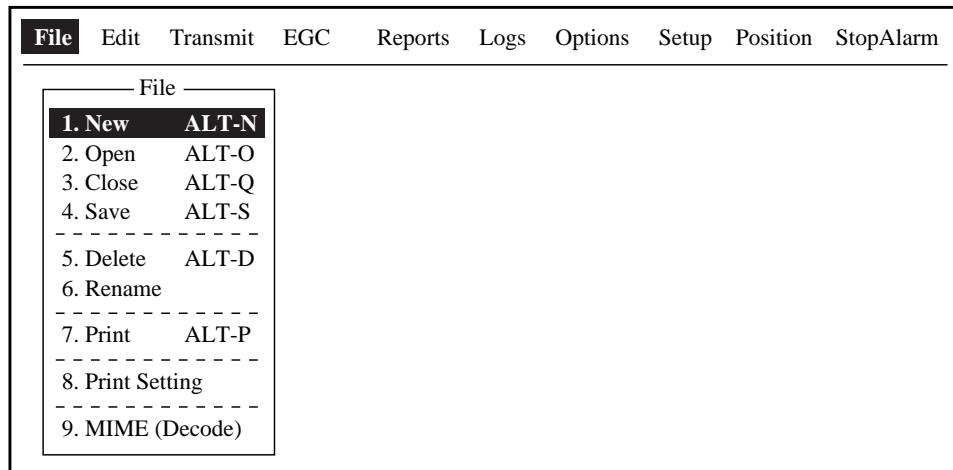 File Edit Transmit EGC Reports Logs Options Setup Position StopAlarm
File
1. New ALT-N
2. Open ALT-O
3. Close ALT-Q
4. Save ALT-S
5. Delete ALT-D
6. Rename
7. Print ALT-P
8. Print Setting
9. MIME (Decode)